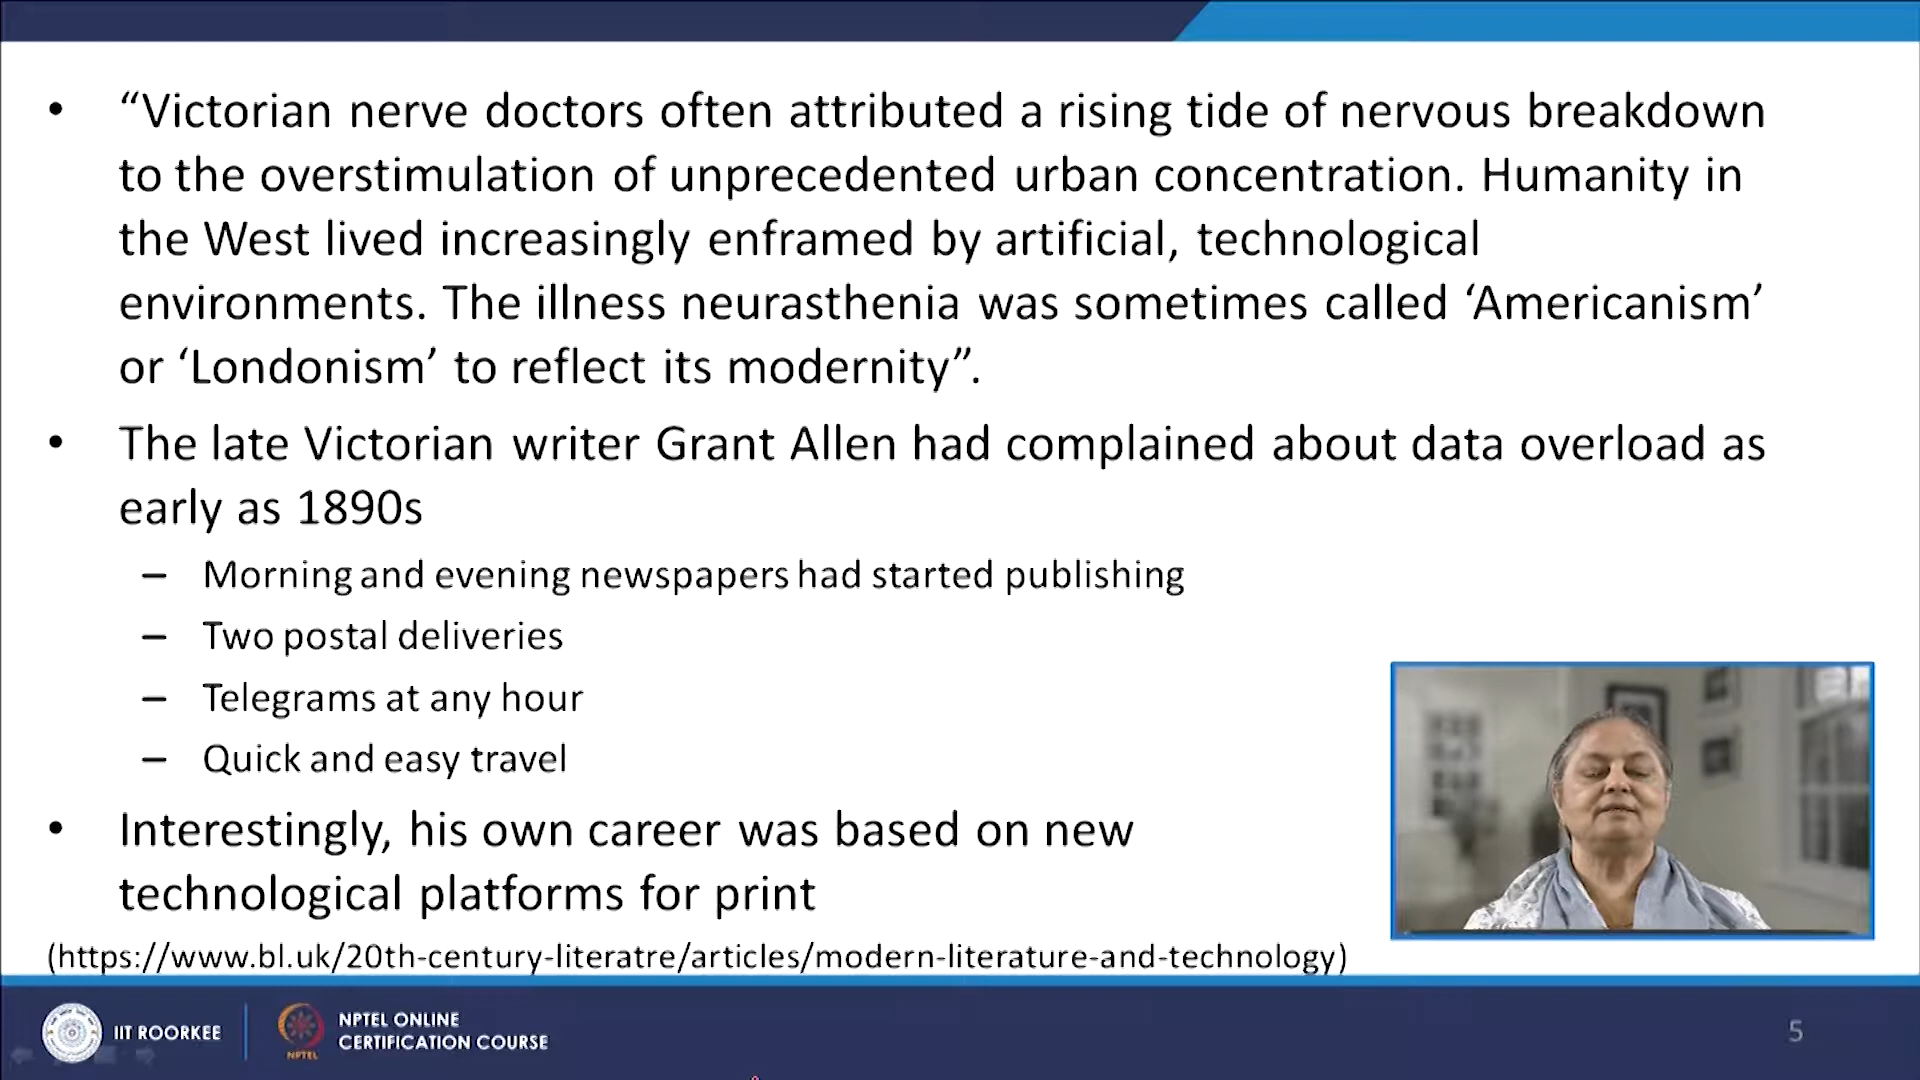 • “Victorian nerve doctors often attributed a rising tide of nervous breakdown
to the overstimulation of unprecedented urban concentration. Humanity in
the West lived increasingly enframed by artificial, technological
environments. The illness neurasthenia was sometimes called ‘Americanism’
or ‘Londonism’ to reflect its modernity”.
• The late Victorian writer Grant Allen had complained about data overload as
early as 1890s
– Morning and evening newspapers had started publishing
– Two postal deliveries
– Telegrams at any hour
– Quick and easy travel
• Interestingly, his own career was based on new
technological platforms for print
(https://www.bl.uk/20th-century-literatre/articles/modern-literature-and-technology)
IIT ROORKEE
NPTEL
NPTEL ONLINE
CERTIFICATION COURSE
5